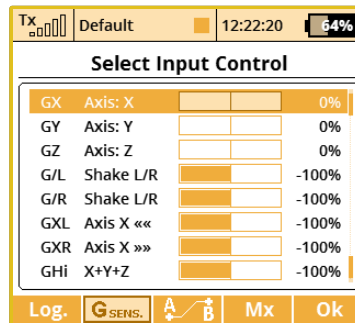 Tx Default 12:22:20 64%
Select Input Control
GX Axis: X 0%
GY Axis: Y 0%
GZ Axis: Z 0%
G/L Shake L/R -100%
G/R Shake L/R -100%
GXL Axis X «« -100%
GXR Axis X »» -100%
GHi X+Y+Z -100%
Log. G SENS. A B Mx Ok